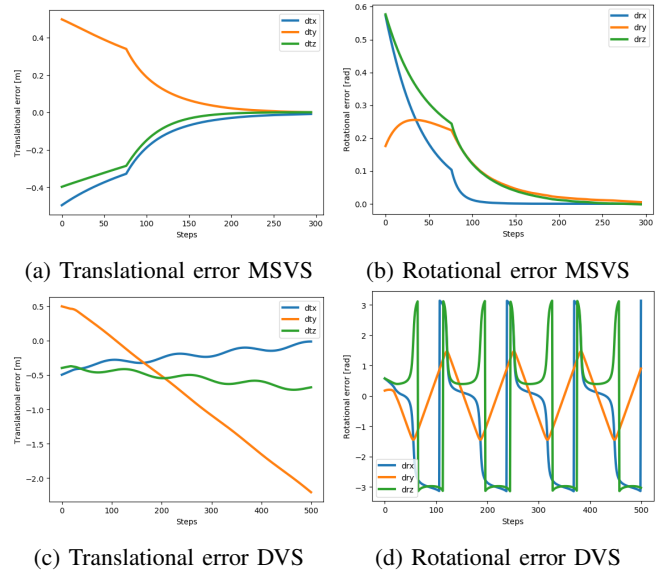 dtx
dty
dtz
0.4
0.2
0.0
−0.2
−0.4
Translational error [m]
0 50 100 150 200 250 300
Steps
(a) Translational error MSVS
drx
dry
drz
0.6
0.5
0.4
0.3
0.2
0.1
0.0
Rotational error [rad]
0 50 100 150 200 250 300
Steps
(b) Rotational error MSVS
dtx
dty
dtz
0.5
0.0
−0.5
−1.0
−1.5
−2.0
Translational error [m]
0 100 200 300 400 500
Steps
(c) Translational error DVS
3
2
1
0
−1
−2
−3
Rotational error [rad]
drx
dry
drz
0 100 200 300 400 500
Steps
(d) Rotational error DVS